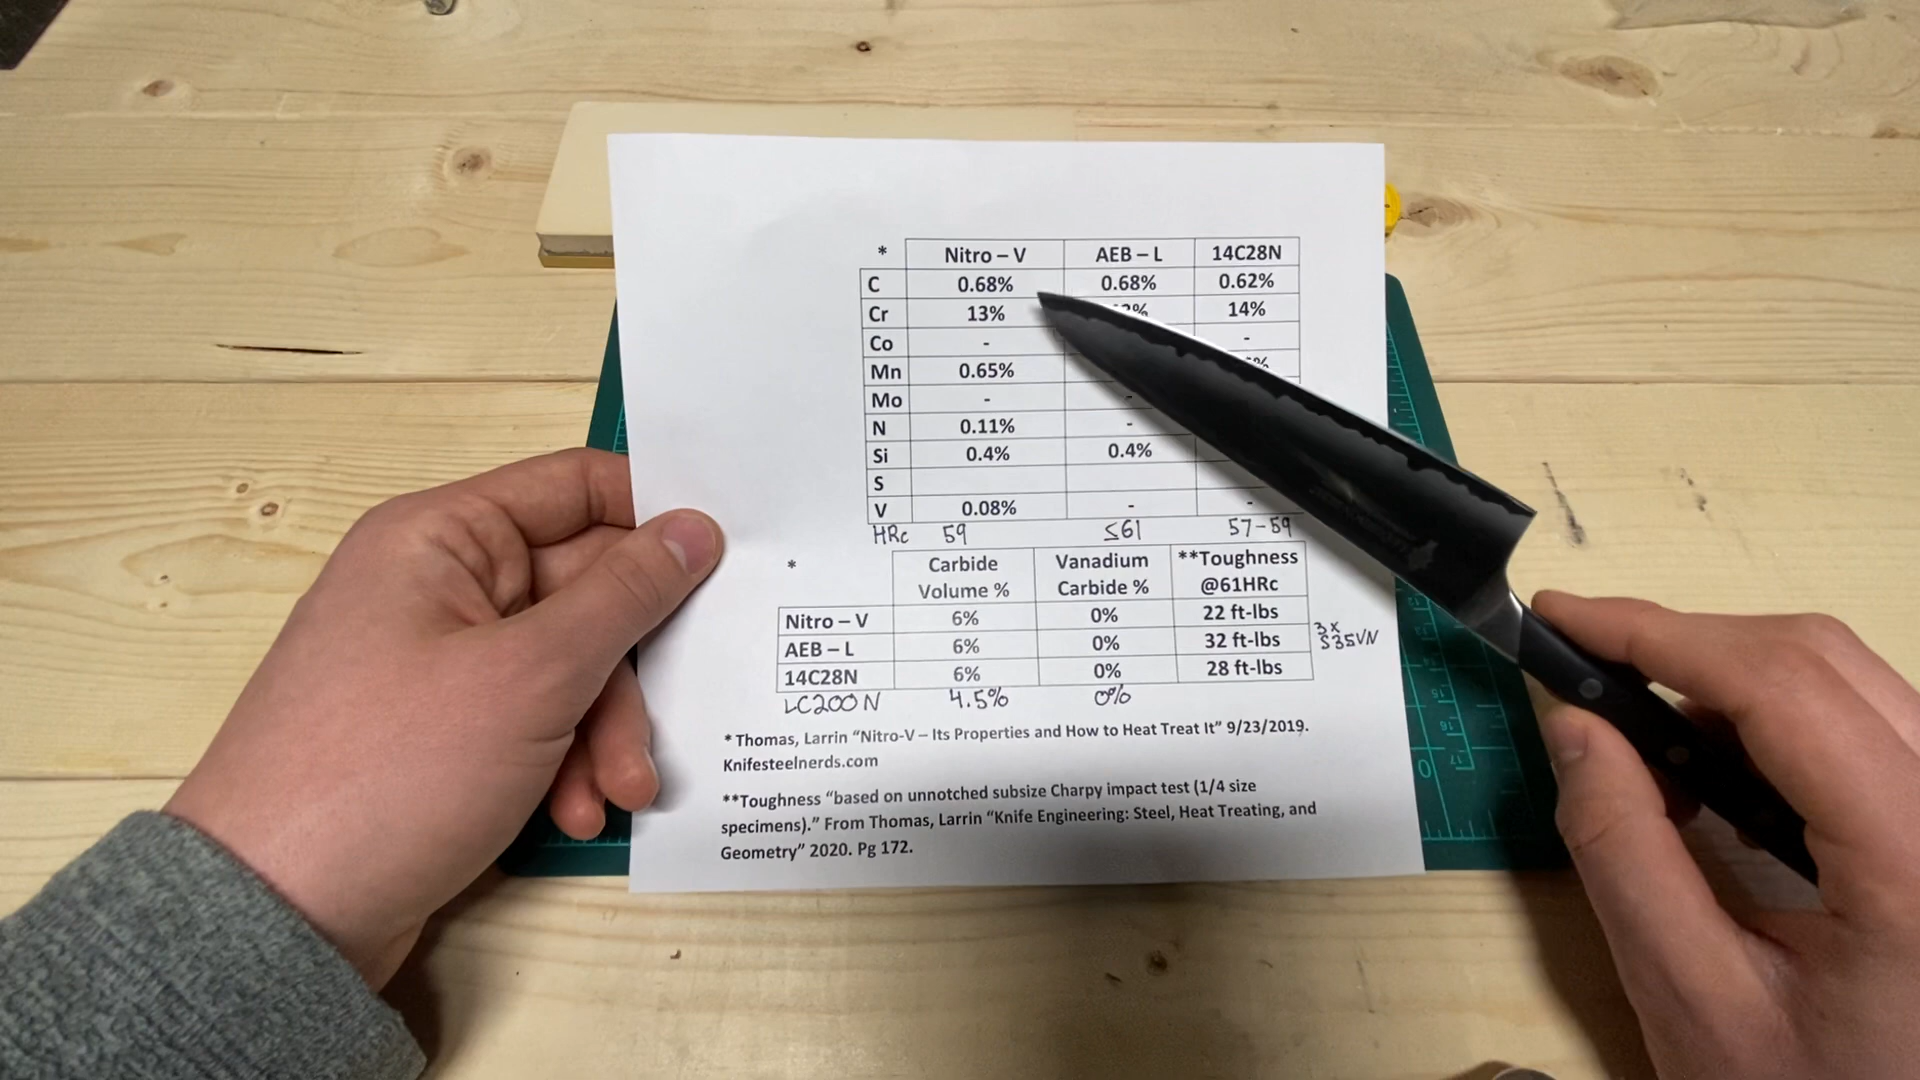 * Nitro – V AEB – L 14C28N
C 0.68% 0.68% 0.62%
Cr 13% 14%
Co - -
Mn 0.65%
Mo - -
N 0.11% -
Si 0.4% 0.4%
S
V 0.08% - -
HRc 59 ≤61 57-59
* Carbide Volume % Vanadium Carbide % **Toughness @61HRc
Nitro – V 6% 0% 22 ft-lbs
AEB – L 6% 0% 32 ft-lbs 3x S35VN
14C28N 6% 0% 28 ft-lbs
LC200N 4.5% 0%
* Thomas, Larrin “Nitro-V – Its Properties and How to Heat Treat It” 9/23/2019.
Knifesteelnerds.com
**Toughness “based on unnotched subsize Charpy impact test (1/4 size
specimens).” From Thomas, Larrin “Knife Engineering: Steel, Heat Treating, and
Geometry” 2020. Pg 172.
0